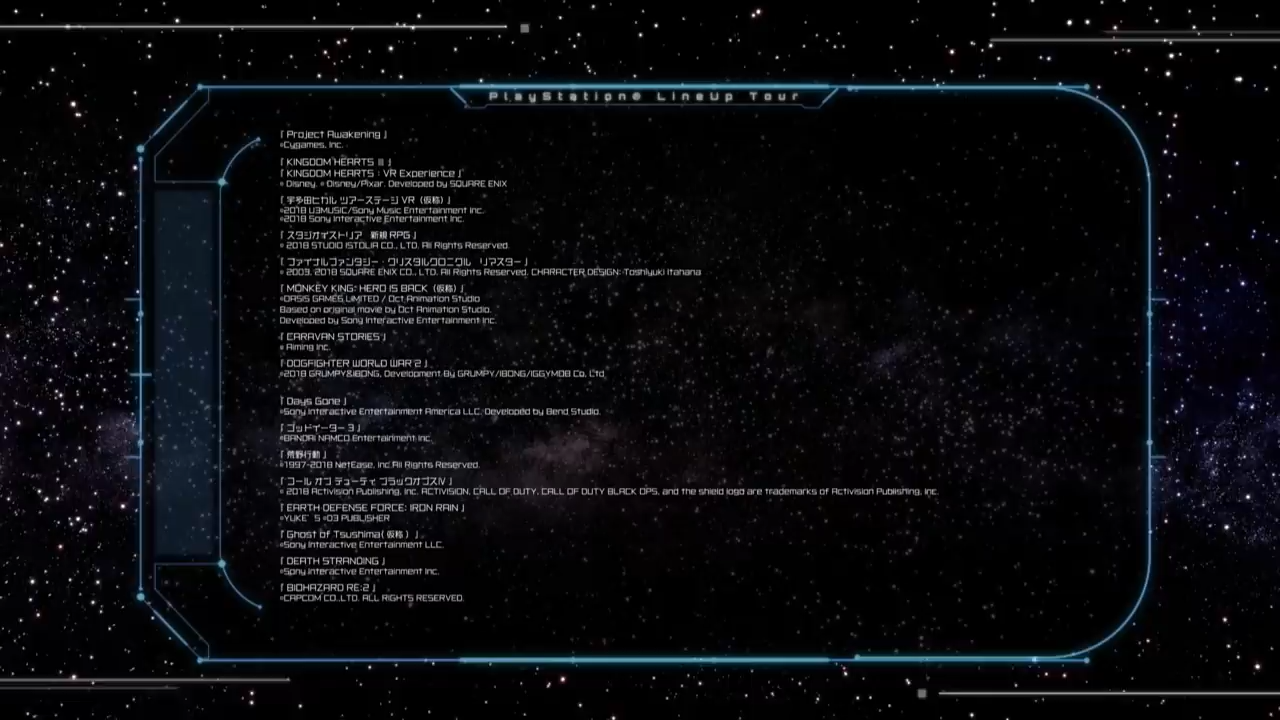 PlayStation® LineUp Tour
「Project Awakening」
©Cygames, Inc.
「KINGDOM HEARTS III」
「KINGDOM HEARTS : VR Experience」
© Disney. © Disney/Pixar. Developed by SQUARE ENIX
「宇多田ヒカル ツアーステージ VR（仮称）」
©2018 U3MUSIC/Sony Music Entertainment Inc.
©2018 Sony Interactive Entertainment Inc.
「スタジオイストリア 新規 RPG」
© 2018 STUDIO ISTOLIA CO., LTD. All Rights Reserved.
「ファイナルファンタジー・クリスタルクロニクル リマスター」
© 2003, 2018 SQUARE ENIX CO., LTD. All Rights Reserved. CHARACTER DESIGN: Toshiyuki Itahana
「MONKEY KING: HERO IS BACK（仮称）」
©OASIS GAMES LIMITED / Oct Animation Studio
Based on original movie by Oct Animation Studio.
Developed by Sony Interactive Entertainment Inc.
「CARAVAN STORIES」
© Aiming Inc.
「DOGFIGHTER WORLD WAR 2」
©2018 GRUMPY&IBONG, Development By GRUMPY/IBONG/IGGYMOB Co, Ltd
「Days Gone」
©Sony Interactive Entertainment America LLC. Developed by Bend Studio.
「ゴッドイーター 3」
©BANDAI NAMCO Entertainment Inc.
「荒野行動」
©1997-2018 NetEase, Inc.All Rights Reserved.
「コール オブ デューティ ブラックオプスIV」
© 2018 Activision Publishing, Inc. ACTIVISION, CALL OF DUTY, CALL OF DUTY BLACK OPS, and the shield logo are trademarks of Activision Publishing, Inc.
「EARTH DEFENSE FORCE: IRON RAIN」
©YUKE'S ©D3 PUBLISHER
「Ghost of Tsushima(仮称)」
©Sony Interactive Entertainment LLC.
「DEATH STRANDING」
©Sony Interactive Entertainment Inc.
「BIOHAZARD RE:2」
©CAPCOM CO.,LTD. ALL RIGHTS RESERVED.